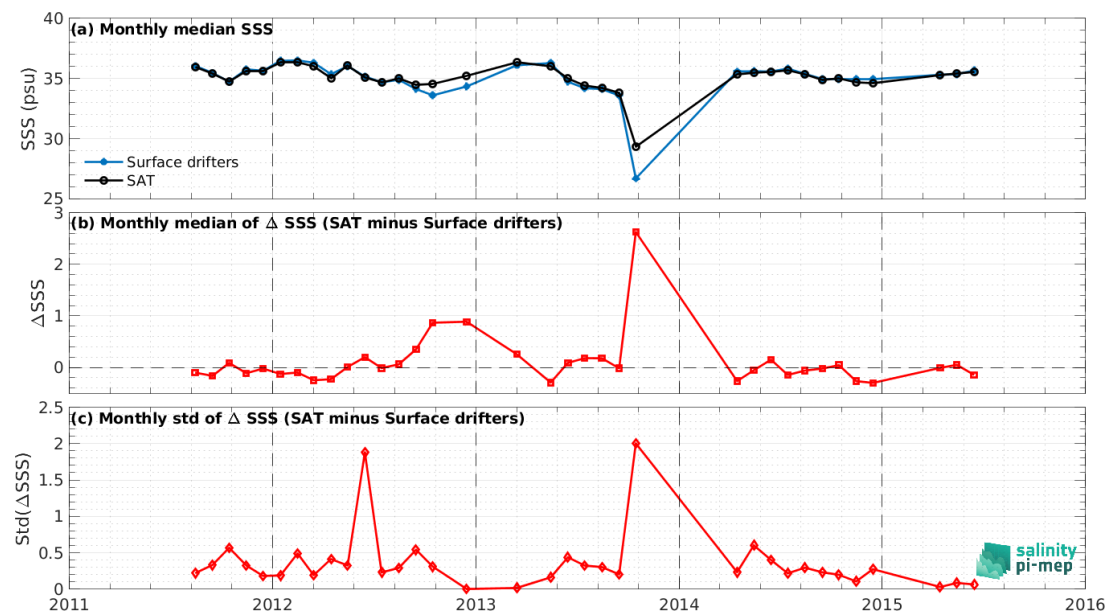 (a) Monthly median SSS
40
35
30
25
SSS (psu)
Surface drifters
SAT
(b) Monthly median of Δ SSS (SAT minus Surface drifters)
3
2
1
0
ΔSSS
(c) Monthly std of Δ SSS (SAT minus Surface drifters)
2.5
2
1.5
1
0.5
0
Std(ΔSSS)
salinity
pi-mep
2011 2012 2013 2014 2015 2016